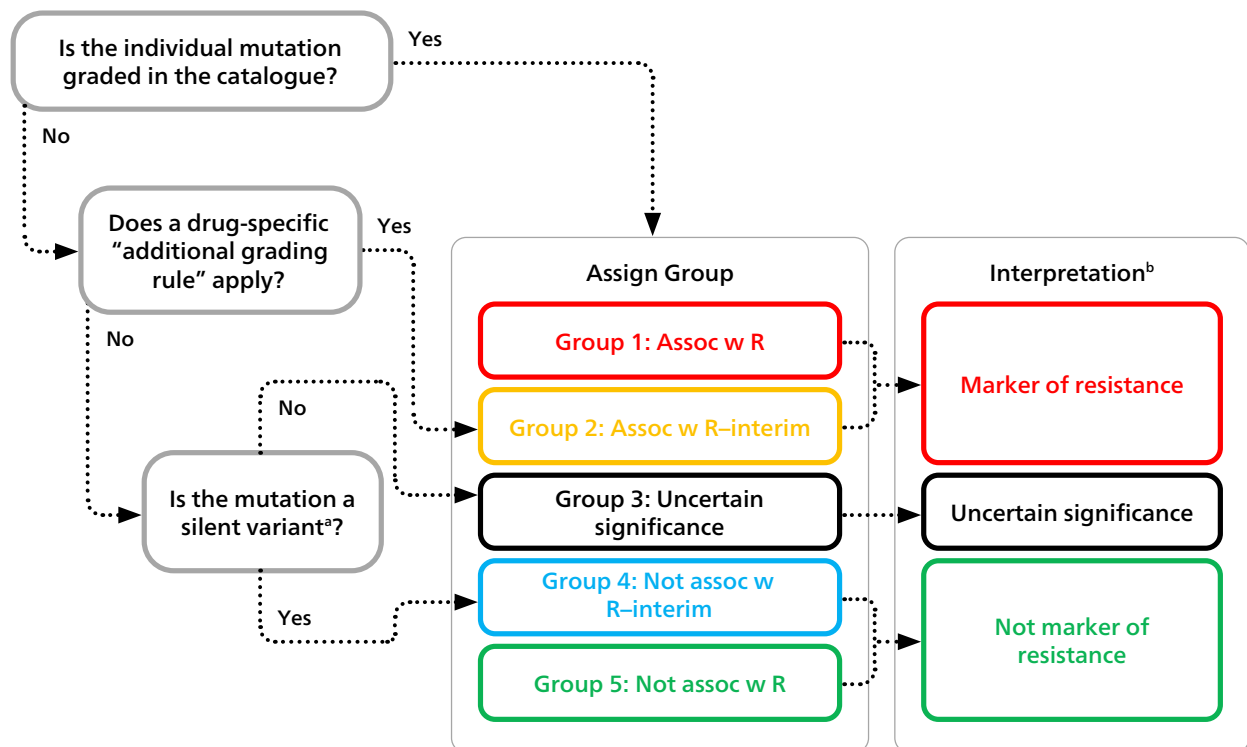 Is the individual mutation
graded in the catalogue?
Yes
No
Does a drug-specific
“additional grading
rule” apply?
Yes
No
Is the mutation a
silent variantᵃ?
No
Yes
Assign Group
Group 1: Assoc w R
Group 2: Assoc w R–interim
Group 3: Uncertain
significance
Group 4: Not assoc w
R–interim
Group 5: Not assoc w R
Interpretationᵇ
Marker of resistance
Uncertain significance
Not marker of
resistance